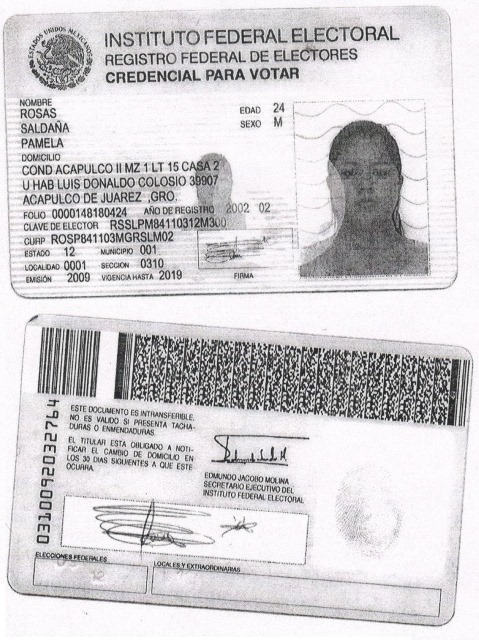 ESTADOS UNIDOS MEXICANOS
INSTITUTO FEDERAL ELECTORAL
REGISTRO FEDERAL DE ELECTORES
CREDENCIAL PARA VOTAR
NOMBRE
ROSAS
SALDAÑA
PAMELA
EDAD 24
SEXO M
DOMICILIO
COND ACAPULCO II MZ 1 LT 15 CASA 2
U HAB LUIS DONALDO COLOSIO 39907
ACAPULCO DE JUAREZ ,GRO.
FOLIO 0000148180424 AÑO DE REGISTRO 2002 02
CLAVE DE ELECTOR RSSLPM84110312M300
CURP ROSP841103MGRSLM02
ESTADO 12 MUNICIPIO 001
LOCALIDAD 0001 SECCION 0310
EMISIÓN 2009 VIGENCIA HASTA 2019
FIRMA
ESTE DOCUMENTO ES INTRANSFERIBLE,
NO ES VALIDO SI PRESENTA TACHA-
DURAS O ENMENDADURAS.
EL TITULAR ESTÁ OBLIGADO A NOTI-
FICAR EL CAMBIO DE DOMICILIO EN
LOS 30 DIAS SIGUIENTES A QUE ESTE
OCURRA.
EDMUNDO JACOBO MOLINA
SECRETARIO EJECUTIVO DEL
INSTITUTO FEDERAL ELECTORAL
0310092032764
ELECCIONES FEDERALES
LOCALES Y EXTRAORDINARIAS